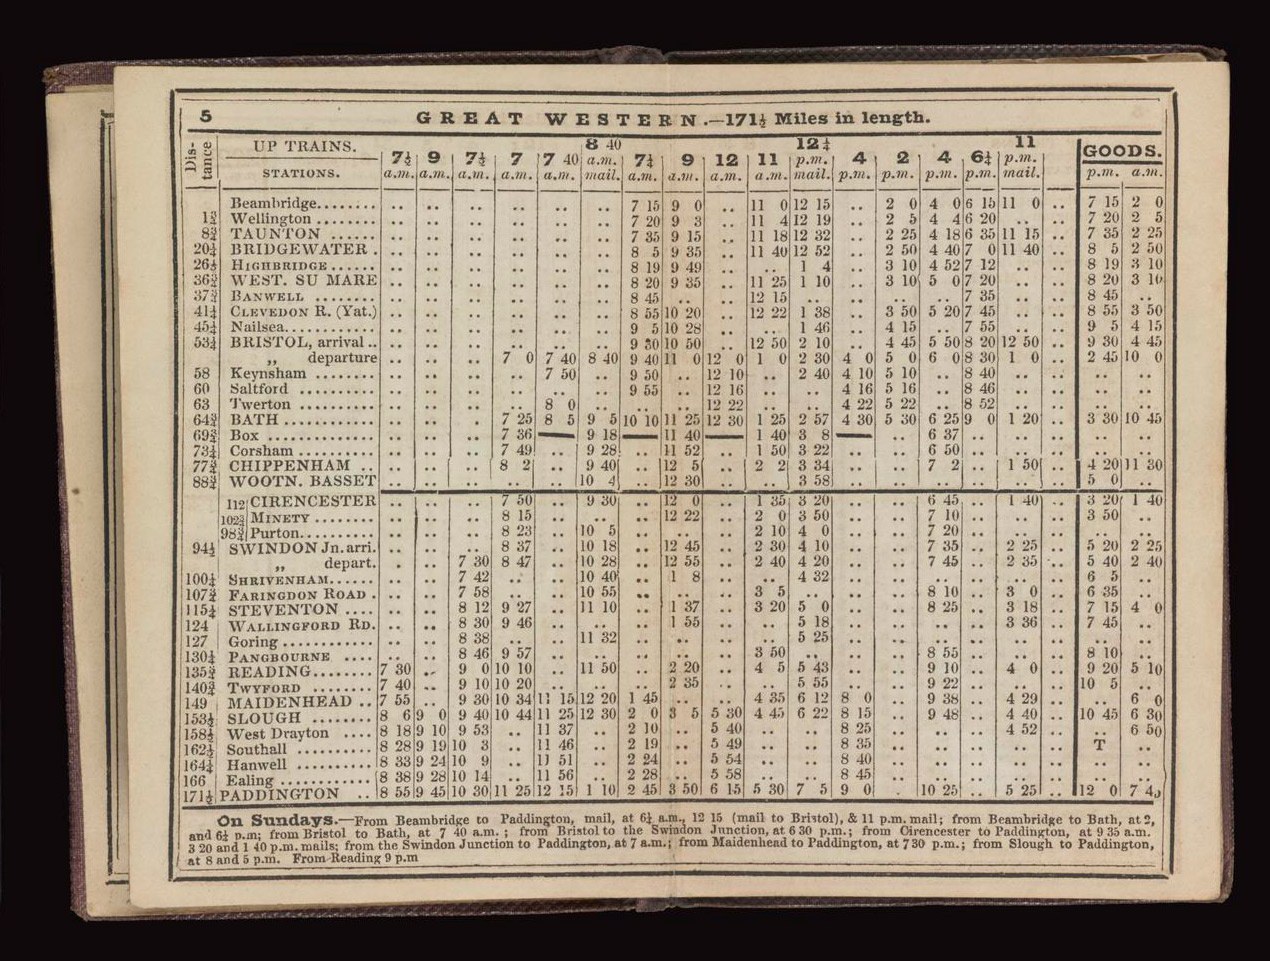 5 GREAT WESTERN.—171½ Miles in length.
Dis-tance
UP TRAINS. STATIONS.
7½ a.m. 9 a.m. 7½ a.m. 7 a.m. 7 40 a.m. 8 40 a.m. mail. 7¼ a.m. 9 a.m. 12 a.m. 11 a.m. 12¼ p.m. mail. 4 p.m. 2 p.m. 4 p.m. 6¼ p.m. 11 p.m. mail. GOODS. p.m. a.m.
Beambridge........ .. .. .. .. .. .. 7 15 9 0 .. 11 0 12 15 .. 2 0 4 0 6 15 11 0 .. 7 15 2 0
1¾ Wellington ........ .. .. .. .. .. .. 7 20 9 3 .. 11 4 12 19 .. 2 5 4 4 6 20 .. .. 7 20 2 5
8¾ TAUNTON ...... .. .. .. .. .. .. 7 35 9 15 .. 11 18 12 32 .. 2 25 4 18 6 35 11 15 .. 7 35 2 25
20¼ BRIDGEWATER . .. .. .. .. .. .. 8 5 9 35 .. 11 40 12 52 .. 2 50 4 40 7 0 11 40 .. 8 5 2 50
26½ HIGHBRIDGE ...... .. .. .. .. .. .. 8 19 9 49 .. .. 1 4 .. 3 10 4 52 7 12 .. .. 8 19 3 10
36¾ WEST. SU MARE .. .. .. .. .. .. 8 20 9 35 .. 11 25 1 10 .. 3 10 5 0 7 20 .. .. 8 20 3 10
37¾ BANWELL ........ .. .. .. .. .. .. 8 45 .. .. 12 15 .. .. .. .. 7 35 .. .. 8 45 ..
41¼ CLEVEDON R. (Yat.) .. .. .. .. .. .. 8 55 10 20 .. 12 22 1 38 .. 3 50 5 20 7 45 .. .. 8 55 3 50
45¼ Nailsea............ .. .. .. .. .. .. 9 5 10 28 .. .. 1 46 .. 4 15 .. 7 55 .. .. 9 5 4 15
53¼ BRISTOL, arrival .. .. .. .. .. .. .. 9 30 10 50 .. 12 50 2 10 .. 4 45 5 50 8 20 12 50 .. 9 30 4 45
„ departure .. .. .. 7 0 7 40 8 40 9 40 11 0 12 0 1 0 2 30 4 0 5 0 6 0 8 30 1 0 .. 2 45 10 0
58 Keynsham .......... .. .. .. .. 7 50 .. 9 50 .. 12 10 .. 2 40 4 10 5 10 .. 8 40 .. .. .. ..
60 Saltford ............ .. .. .. .. .. .. 9 55 .. 12 16 .. .. 4 16 5 16 .. 8 46 .. .. .. ..
63 Twerton .......... .. .. .. .. 8 0 .. .. .. 12 22 .. .. 4 22 5 22 .. 8 52 .. .. .. ..
64¾ BATH .............. .. .. . 7 25 8 5 9 5 10 10 11 25 12 30 1 25 2 57 4 30 5 30 6 25 9 0 1 20 .. 3 30 10 45
69¾ Box .............. .. .. .. 7 36 — 9 18 — 11 40 — 1 40 3 8 — .. 6 37 .. .. .. .. ..
73¼ Corsham .......... .. .. .. 7 49 .. 9 28 .. 11 52 .. 1 50 3 22 .. .. 6 50 .. .. .. .. ..
77¾ CHIPPENHAM .. .. .. .. 8 2 .. 9 40 .. 12 5 .. 2 2 3 34 .. .. 7 2 .. 1 50 .. 4 20 11 30
88¾ WOOTN. BASSET .. .. .. .. .. 10 4 .. 12 30 .. .. 3 58 .. .. .. .. .. .. 5 0 ..
112 CIRENCESTER .. .. .. 7 50 .. 9 30 .. 12 0 .. 1 35 3 20 .. .. 6 45 .. 1 40 .. 3 20 1 40
102¾ MINETY ........ .. .. .. 8 15 .. .. .. 12 22 .. 2 0 3 50 .. .. 7 10 .. .. .. 3 50 ..
98¾ Purton.......... .. .. .. 8 23 .. 10 5 .. .. .. 2 10 4 0 .. .. 7 20 .. .. .. .. ..
94½ SWINDON Jn. arri. .. .. .. 8 37 .. 10 18 .. 12 45 .. 2 30 4 10 .. .. 7 35 .. 2 25 .. 5 20 2 25
„ depart. . .. 7 30 8 47 .. 10 28 .. 12 55 .. 2 40 4 20 .. .. 7 45 .. 2 35 .. 5 40 2 40
100¼ SHRIVENHAM...... .. .. 7 42 .. .. 10 40 .. 1 8 .. .. 4 32 .. .. .. .. .. .. 6 5 ..
107¾ FARINGDON ROAD . .. .. 7 58 .. .. 10 55 .. .. .. 3 5 .. .. .. 8 10 .. 3 0 .. 6 35 ..
115¼ STEVENTON .... .. .. 8 12 9 27 .. 11 10 .. 1 37 .. 3 20 5 0 .. .. 8 25 .. 3 18 .. 7 15 4 0
124 WALLINGFORD RD. .. .. 8 30 9 46 .. .. .. 1 55 .. .. 5 18 .. .. .. .. 3 36 .. 7 45 ..
127 Goring ............ .. .. 8 38 .. .. 11 32 .. .. .. .. 5 25 .. .. .. .. .. .. .. ..
130¼ PANGBOURNE .... .. .. 8 46 9 57 .. .. .. .. .. 3 50 .. .. .. 8 55 .. .. .. 8 10 ..
135¾ READING........ 7 30 .. 9 0 10 10 .. 11 50 .. 2 20 .. 4 5 5 43 .. .. 9 10 .. 4 0 .. 9 20 5 10
140¾ TWYFORD ........ 7 40 .. 9 10 10 20 .. .. .. 2 35 .. .. 5 55 .. .. 9 22 .. .. .. 10 5 ..
149 MAIDENHEAD .. 7 55 .. 9 30 10 34 11 15 12 20 1 45 .. .. 4 35 6 12 8 0 .. 9 38 .. 4 29 .. .. 6 0
153½ SLOUGH ........ 8 6 9 0 9 40 10 44 11 25 12 30 2 0 3 5 5 30 4 45 6 22 8 15 .. 9 48 .. 4 40 .. 10 45 6 30
158½ West Drayton .... 8 18 9 10 9 53 .. 11 37 .. 2 10 .. 5 40 .. .. 8 25 .. .. .. 4 52 .. .. 6 50
162½ Southall .......... 8 28 9 19 10 3 .. 11 46 .. 2 19 .. 5 49 .. .. 8 35 .. .. .. .. .. T ..
164¼ Hanwell .......... 8 33 9 24 10 9 .. 11 51 .. 2 24 .. 5 54 .. .. 8 40 .. .. .. .. .. .. ..
166 Ealing ............ 8 38 9 28 10 14 .. 11 56 .. 2 28 .. 5 58 .. .. 8 45 .. .. .. .. .. .. ..
171½ PADDINGTON .. 8 55 9 45 10 30 11 25 12 15 1 10 2 45 3 50 6 15 5 30 7 5 9 0 . 10 25 .. 5 25 .. 12 0 7 40
On Sundays.—From Beambridge to Paddington, mail, at 6¼ a.m., 12 15 (mail to Bristol), & 11 p.m. mail; from Beambridge to Bath, at 2,
and 6¼ p.m; from Bristol to Bath, at 7 40 a.m. ; from Bristol to the Swindon Junction, at 6 30 p.m.; from Cirencester to Paddington, at 9 35 a.m.
3 20 and 1 40 p.m. mails; from the Swindon Junction to Paddington, at 7 a.m.; from Maidenhead to Paddington, at 7 30 p.m.; from Slough to Paddington,
at 8 and 5 p.m. From Reading 9 p.m